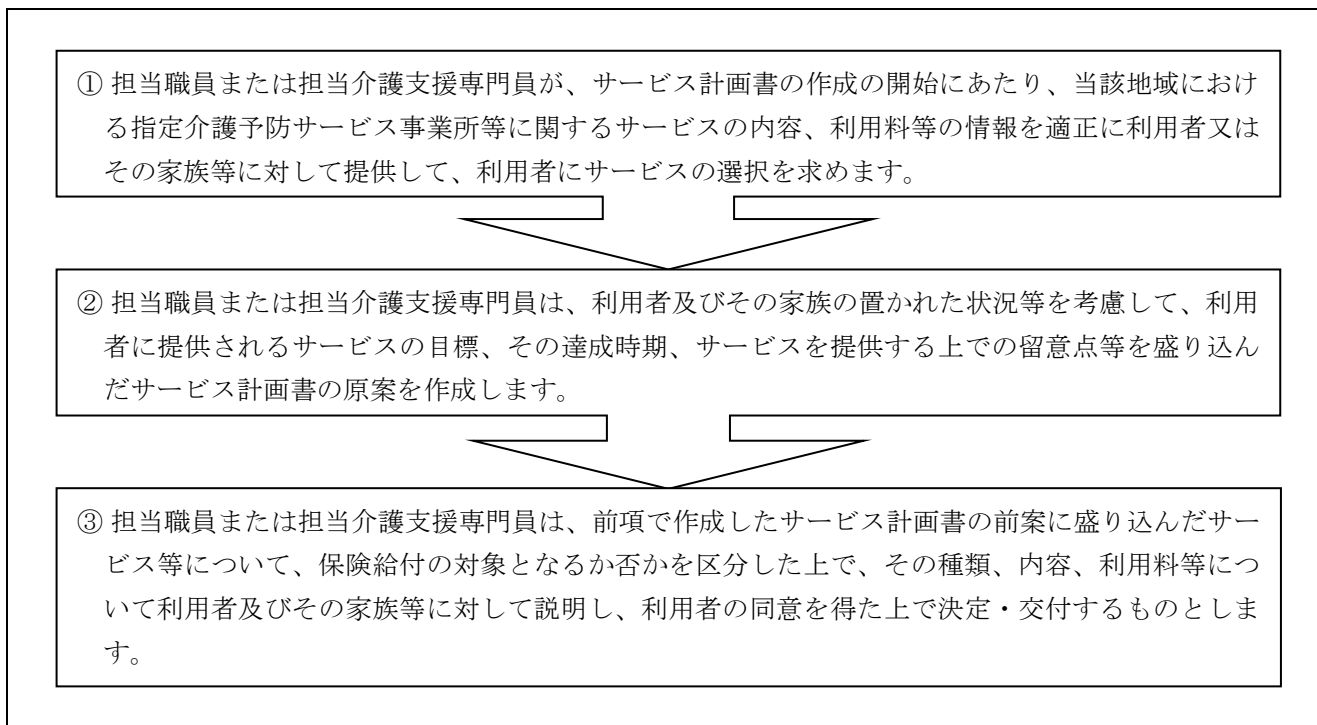 ① 担当職員または担当介護支援専門員が、サービス計画書の作成の開始にあたり、当該地域におけ
る指定介護予防サービス事業所等に関するサービスの内容、利用料等の情報を適正に利用者又は
その家族等に対して提供して、利用者にサービスの選択を求めます。
② 担当職員または担当介護支援専門員は、利用者及びその家族の置かれた状況等を考慮して、利用
者に提供されるサービスの目標、その達成時期、サービスを提供する上での留意点等を盛り込ん
だサービス計画書の原案を作成します。
③ 担当職員または担当介護支援専門員は、前項で作成したサービス計画書の前案に盛り込んだサー
ビス等について、保険給付の対象となるか否かを区分した上で、その種類、内容、利用料等につ
いて利用者及びその家族等に対して説明し、利用者の同意を得た上で決定・交付するものとしま
す。